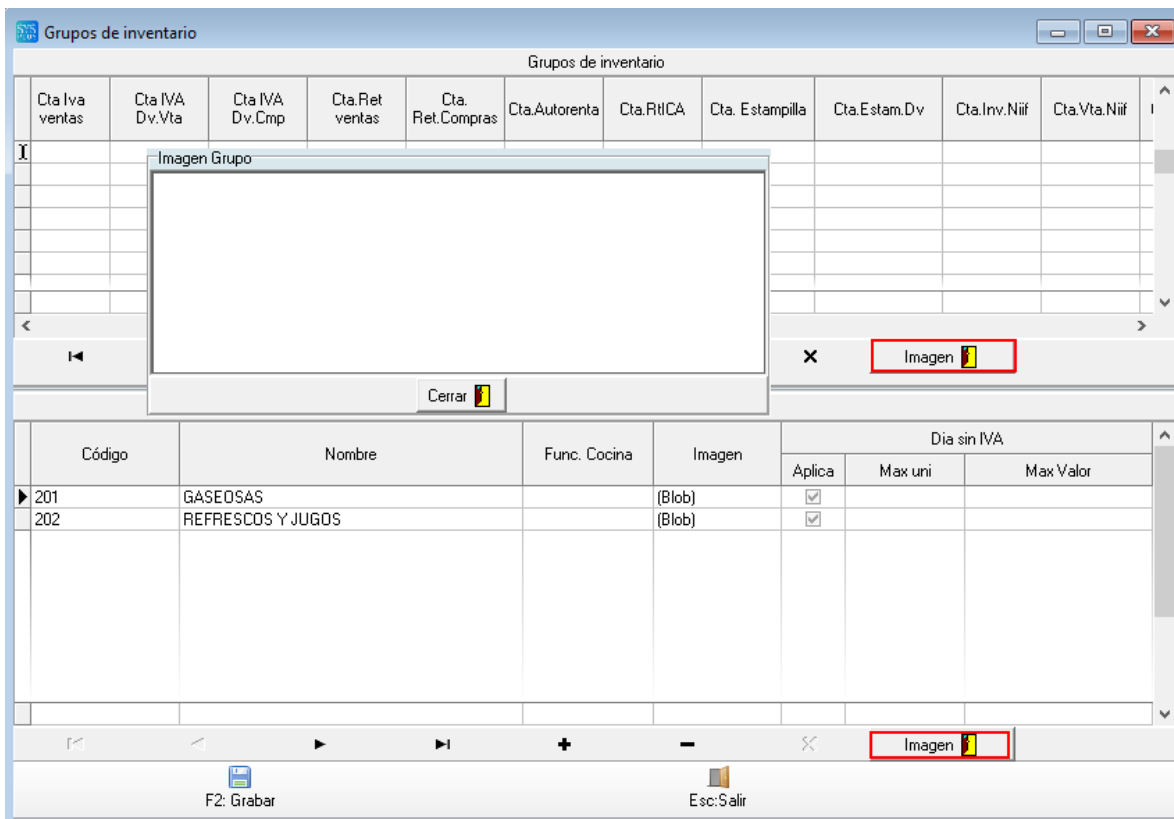 Grupos de inventario
Grupos de inventario
Cta Iva ventas Cta IVA Dv.Vta Cta IVA Dv.Cmp Cta.Ret ventas Cta. Ret.Compras Cta.Autorenta Cta.RtICA Cta. Estampilla Cta.Estam.Dv Cta.Inv.Niif Cta.Vta.Niif
Imagen Grupo
Imagen
Cerrar
Código Nombre Func. Cocina Imagen Dia sin IVA
Aplica Max uni Max Valor
201 GASEOSAS (Blob)
202 REFRESCOS Y JUGOS (Blob)
Imagen
F2: Grabar Esc:Salir